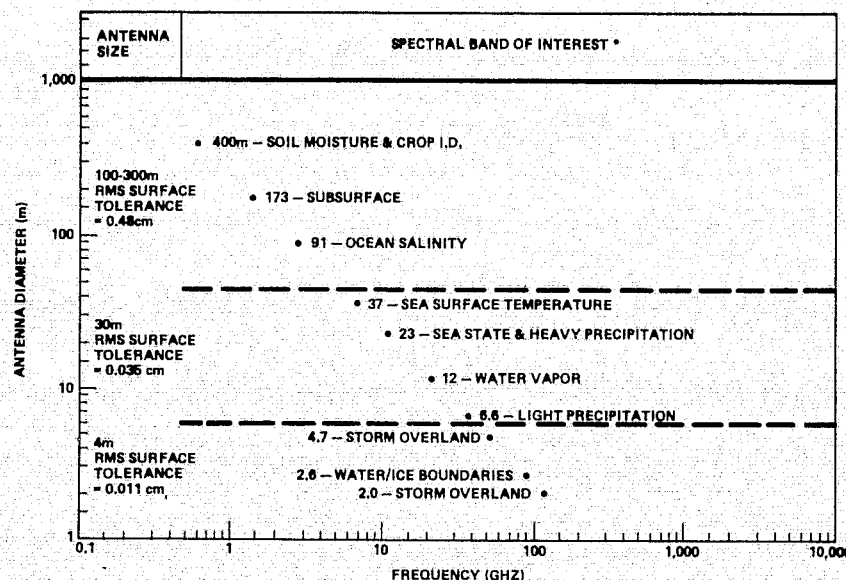 ANTENNA
SIZE
SPECTRAL BAND OF INTEREST *
1,000
400m – SOIL MOISTURE & CROP I.D.
100-300m
RMS SURFACE
TOLERANCE
= 0.48cm
173 – SUBSURFACE
100
91 – OCEAN SALINITY
ANTENNA DIAMETER (m)
37 – SEA SURFACE TEMPERATURE
30m
RMS SURFACE
TOLERANCE
= 0.035 cm
23 – SEA STATE & HEAVY PRECIPITATION
12 – WATER VAPOR
10
6.6 – LIGHT PRECIPITATION
4m
RMS SURFACE
TOLERANCE
= 0.011 cm
4.7 – STORM OVERLAND
2.6 – WATER/ICE BOUNDARIES
2.0 – STORM OVERLAND
1
0.1 1 10 100 1,000 10,000
FREQUENCY (GHZ)